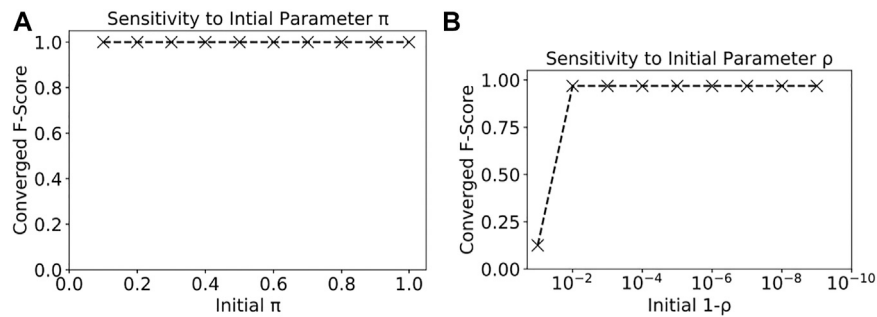 A
Sensitivity to Intial Parameter π
Converged F-Score
1.0
0.8
0.6
0.4
0.2
0.0
0.0 0.2 0.4 0.6 0.8 1.0
Initial π
B
Sensitivity to Initial Parameter ρ
Converged F-Score
1.00
0.75
0.50
0.25
0.00
10⁻² 10⁻⁴ 10⁻⁶ 10⁻⁸ 10⁻¹⁰
Initial 1-ρ